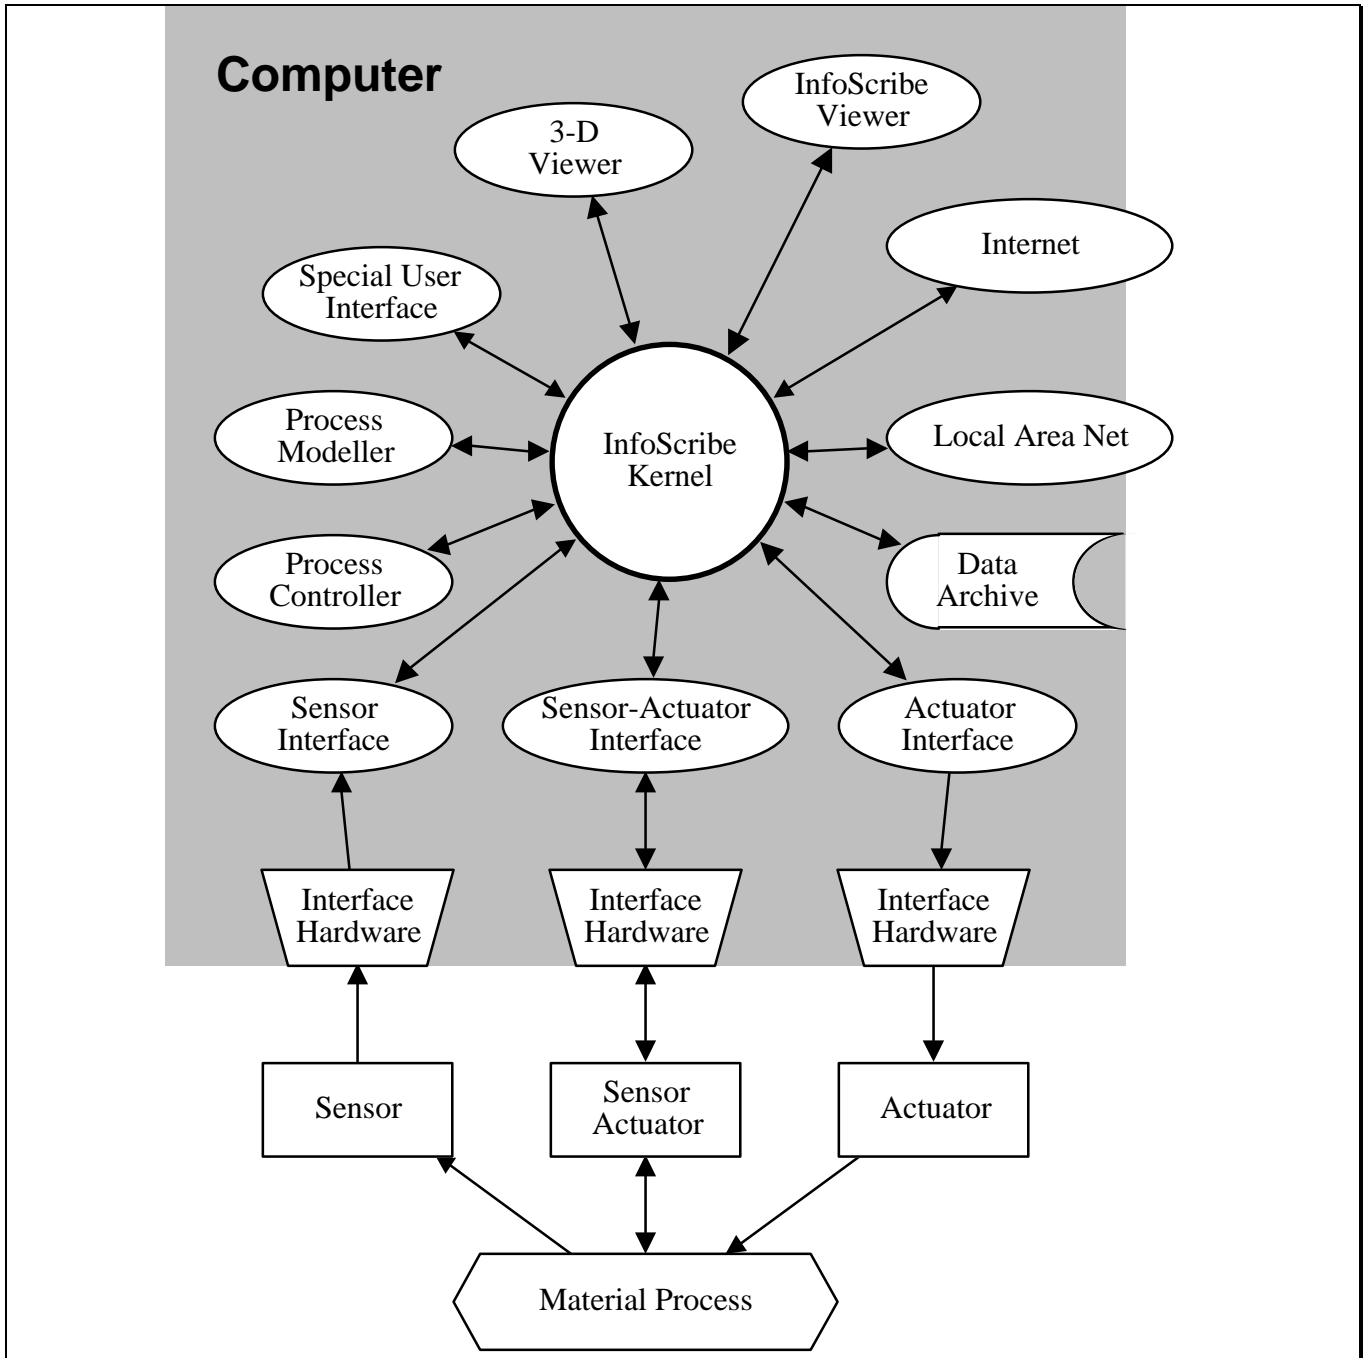 Computer
InfoScribe
Viewer
3-D
Viewer
Internet
Special User
Interface
Process
Modeller
InfoScribe
Kernel
Local Area Net
Process
Controller
Data
Archive
Sensor
Interface
Sensor-Actuator
Interface
Actuator
Interface
Interface
Hardware
Interface
Hardware
Interface
Hardware
Sensor
Sensor
Actuator
Actuator
Material Process